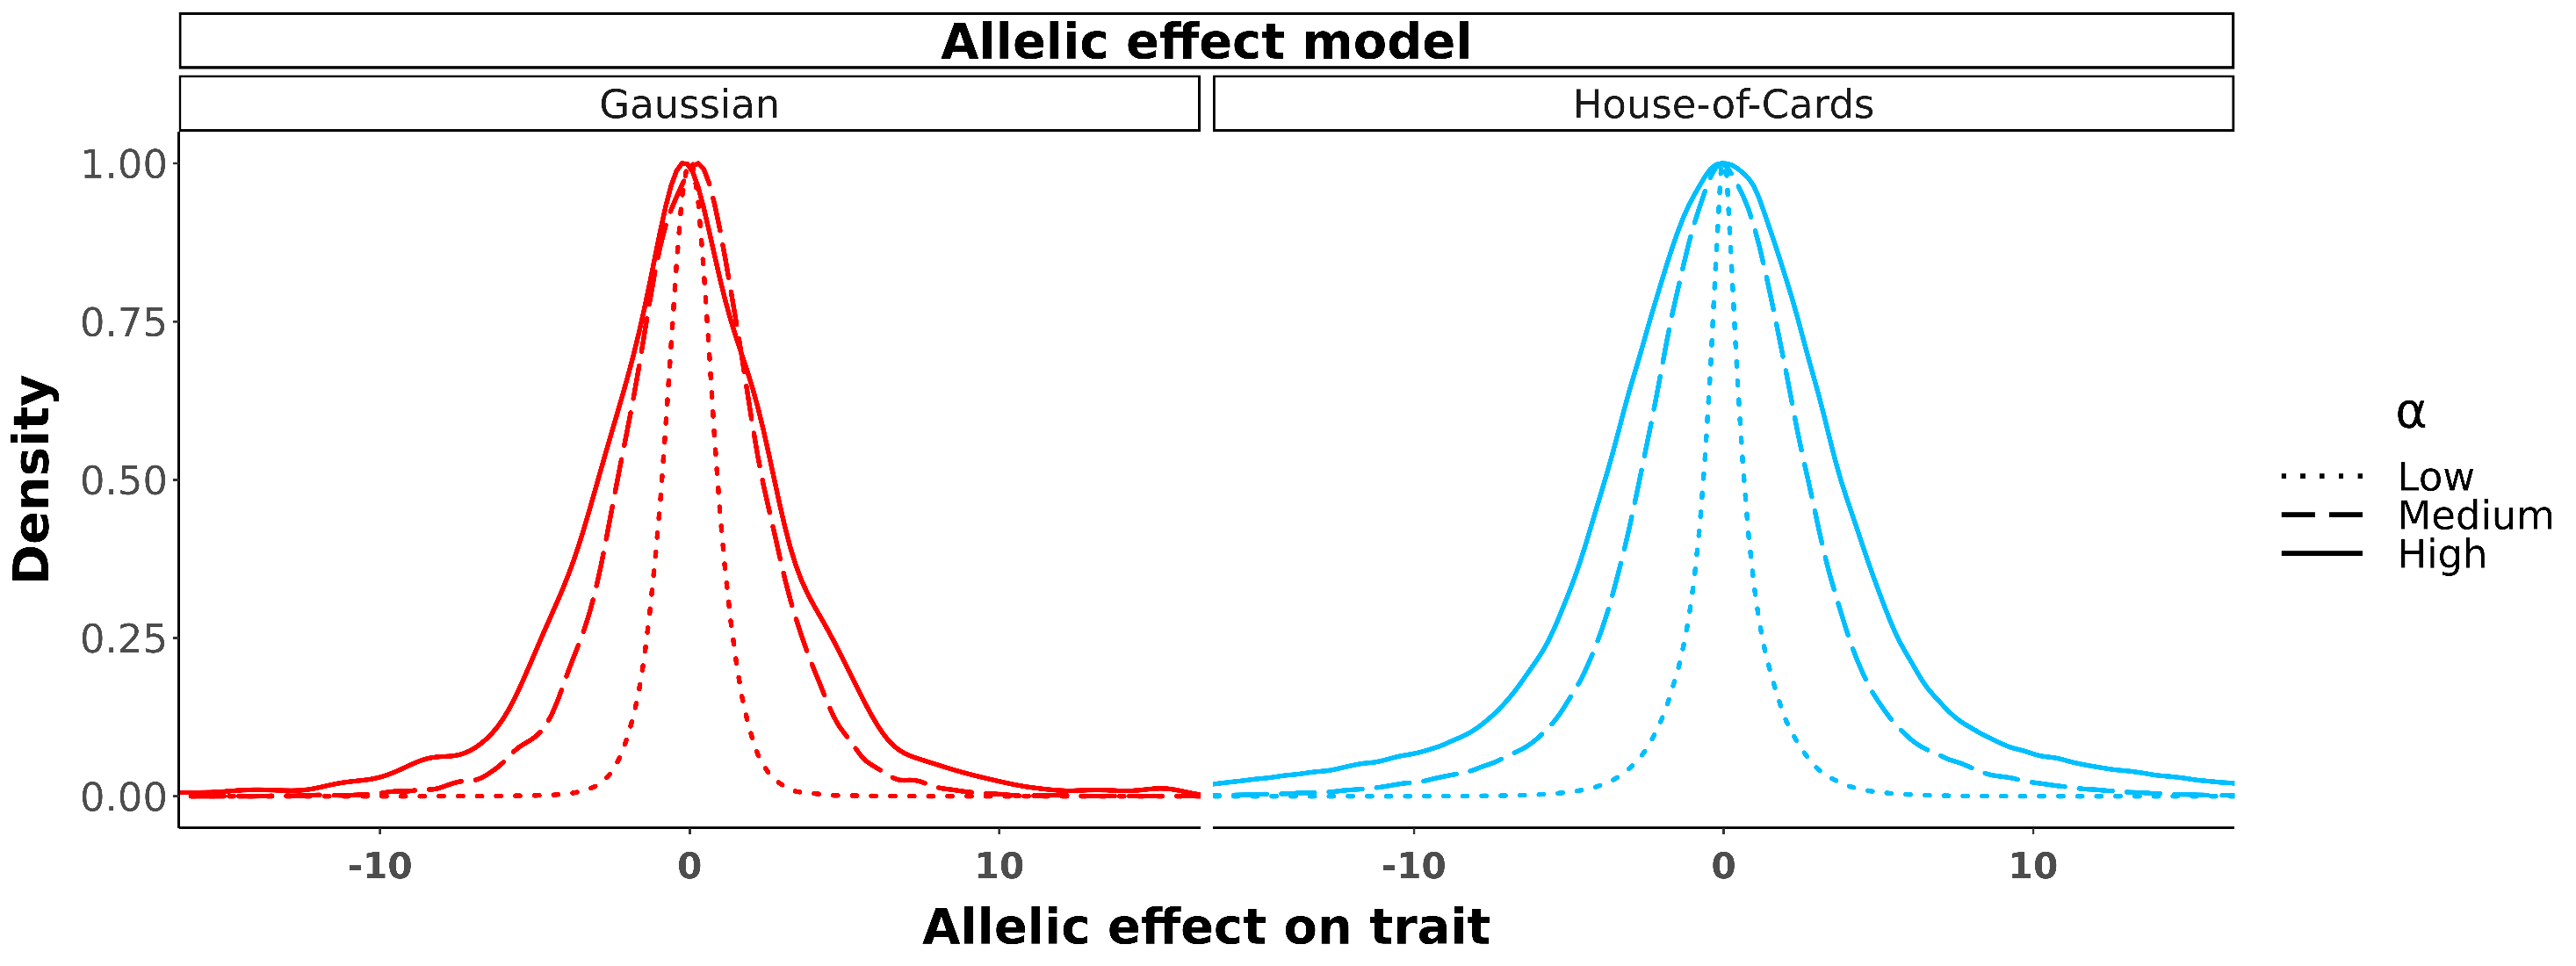 Allelic effect model
Gaussian
House-of-Cards
1.00
0.75
0.50
0.25
0.00
Density
-10 0 10
-10 0 10
Allelic effect on trait
α
Low
Medium
High